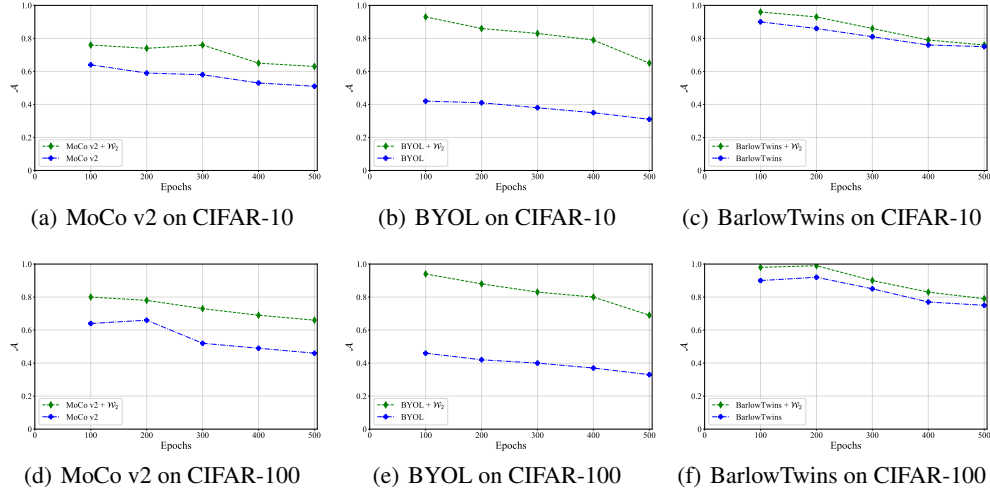 1.0
0.8
0.6
𝒜
0.4
0.2
0
MoCo v2 + 𝒲₂
MoCo v2
0 100 200 300 400 500
Epochs
(a) MoCo v2 on CIFAR-10
1.0
0.8
0.6
𝒜
0.4
0.2
0
BYOL + 𝒲₂
BYOL
0 100 200 300 400 500
Epochs
(b) BYOL on CIFAR-10
1.0
0.8
0.6
𝒜
0.4
0.2
0
BarlowTwins + 𝒲₂
BarlowTwins
0 100 200 300 400 500
Epochs
(c) BarlowTwins on CIFAR-10
1.0
0.8
0.6
𝒜
0.4
0.2
0
MoCo v2 + 𝒲₂
MoCo v2
0 100 200 300 400 500
Epochs
(d) MoCo v2 on CIFAR-100
1.0
0.8
0.6
𝒜
0.4
0.2
0
BYOL + 𝒲₂
BYOL
0 100 200 300 400 500
Epochs
(e) BYOL on CIFAR-100
1.0
0.8
0.6
𝒜
0.4
0.2
0
BarlowTwins + 𝒲₂
BarlowTwins
0 100 200 300 400 500
Epochs
(f) BarlowTwins on CIFAR-100